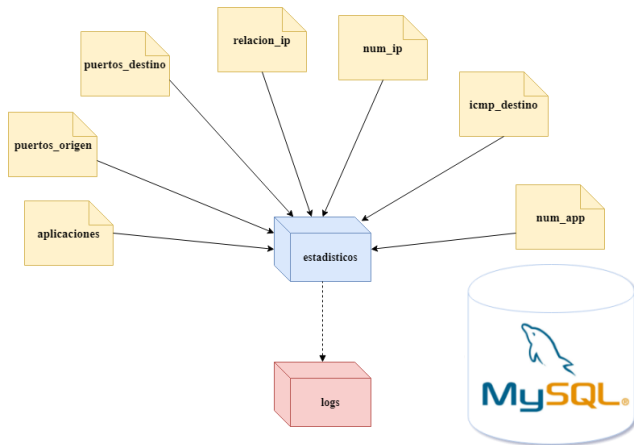 relacion_ip
num_ip
puertos_destino
icmp_destino
puertos_origen
num_app
aplicaciones
estadisticos
logs
MySQL®